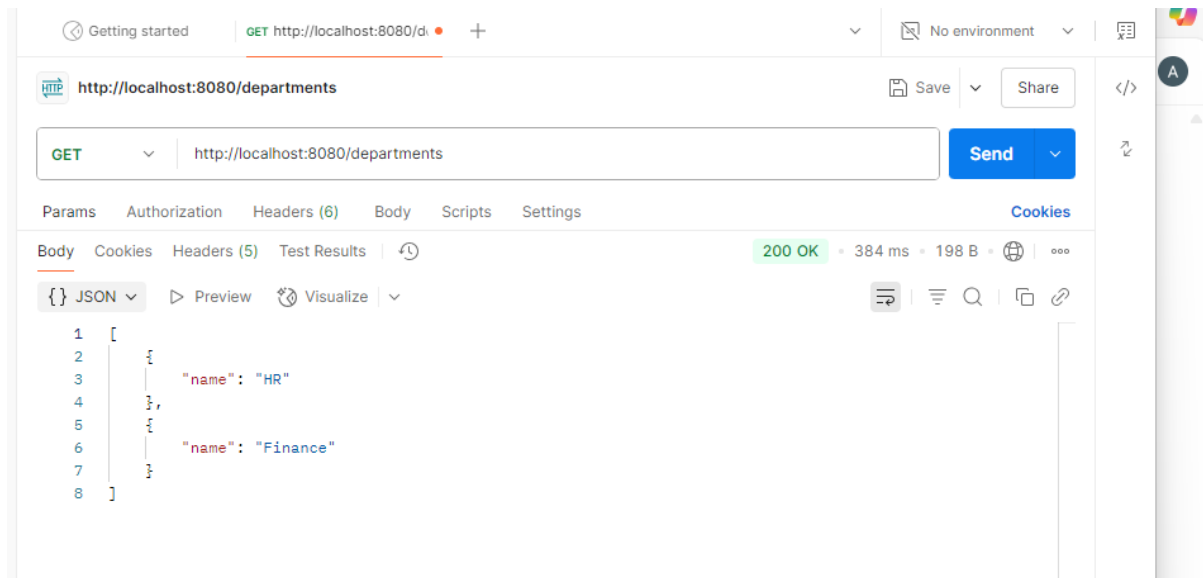 Getting started GET http://localhost:8080/d No environment
HTTP http://localhost:8080/departments Save Share </>
A
GET http://localhost:8080/departments Send
Params Authorization Headers (6) Body Scripts Settings Cookies
Body Cookies Headers (5) Test Results 200 OK • 384 ms • 198 B •
{} JSON Preview Visualize
1 [
2 {
3 "name": "HR"
4 },
5 {
6 "name": "Finance"
7 }
8 ]